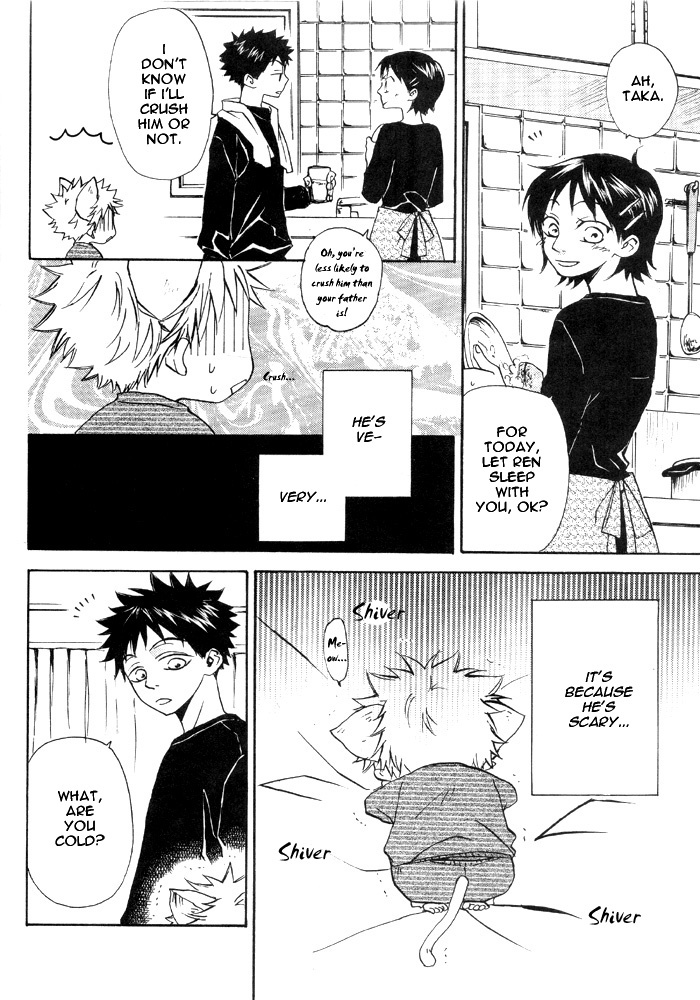 AH,
TAKA.
FOR
TODAY,
LET REN
SLEEP
WITH
YOU, OK?
I
DON'T
KNOW
IF I'LL
CRUSH
HIM OR
NOT.
Oh, you're
less likely to
crush him than
your father
is!
Crush...
HE'S
VE-
VERY...
IT'S
BECAUSE
HE'S
SCARY...
Shiver
Me-
ow...
Shiver
Shiver
WHAT,
ARE
YOU
COLD?